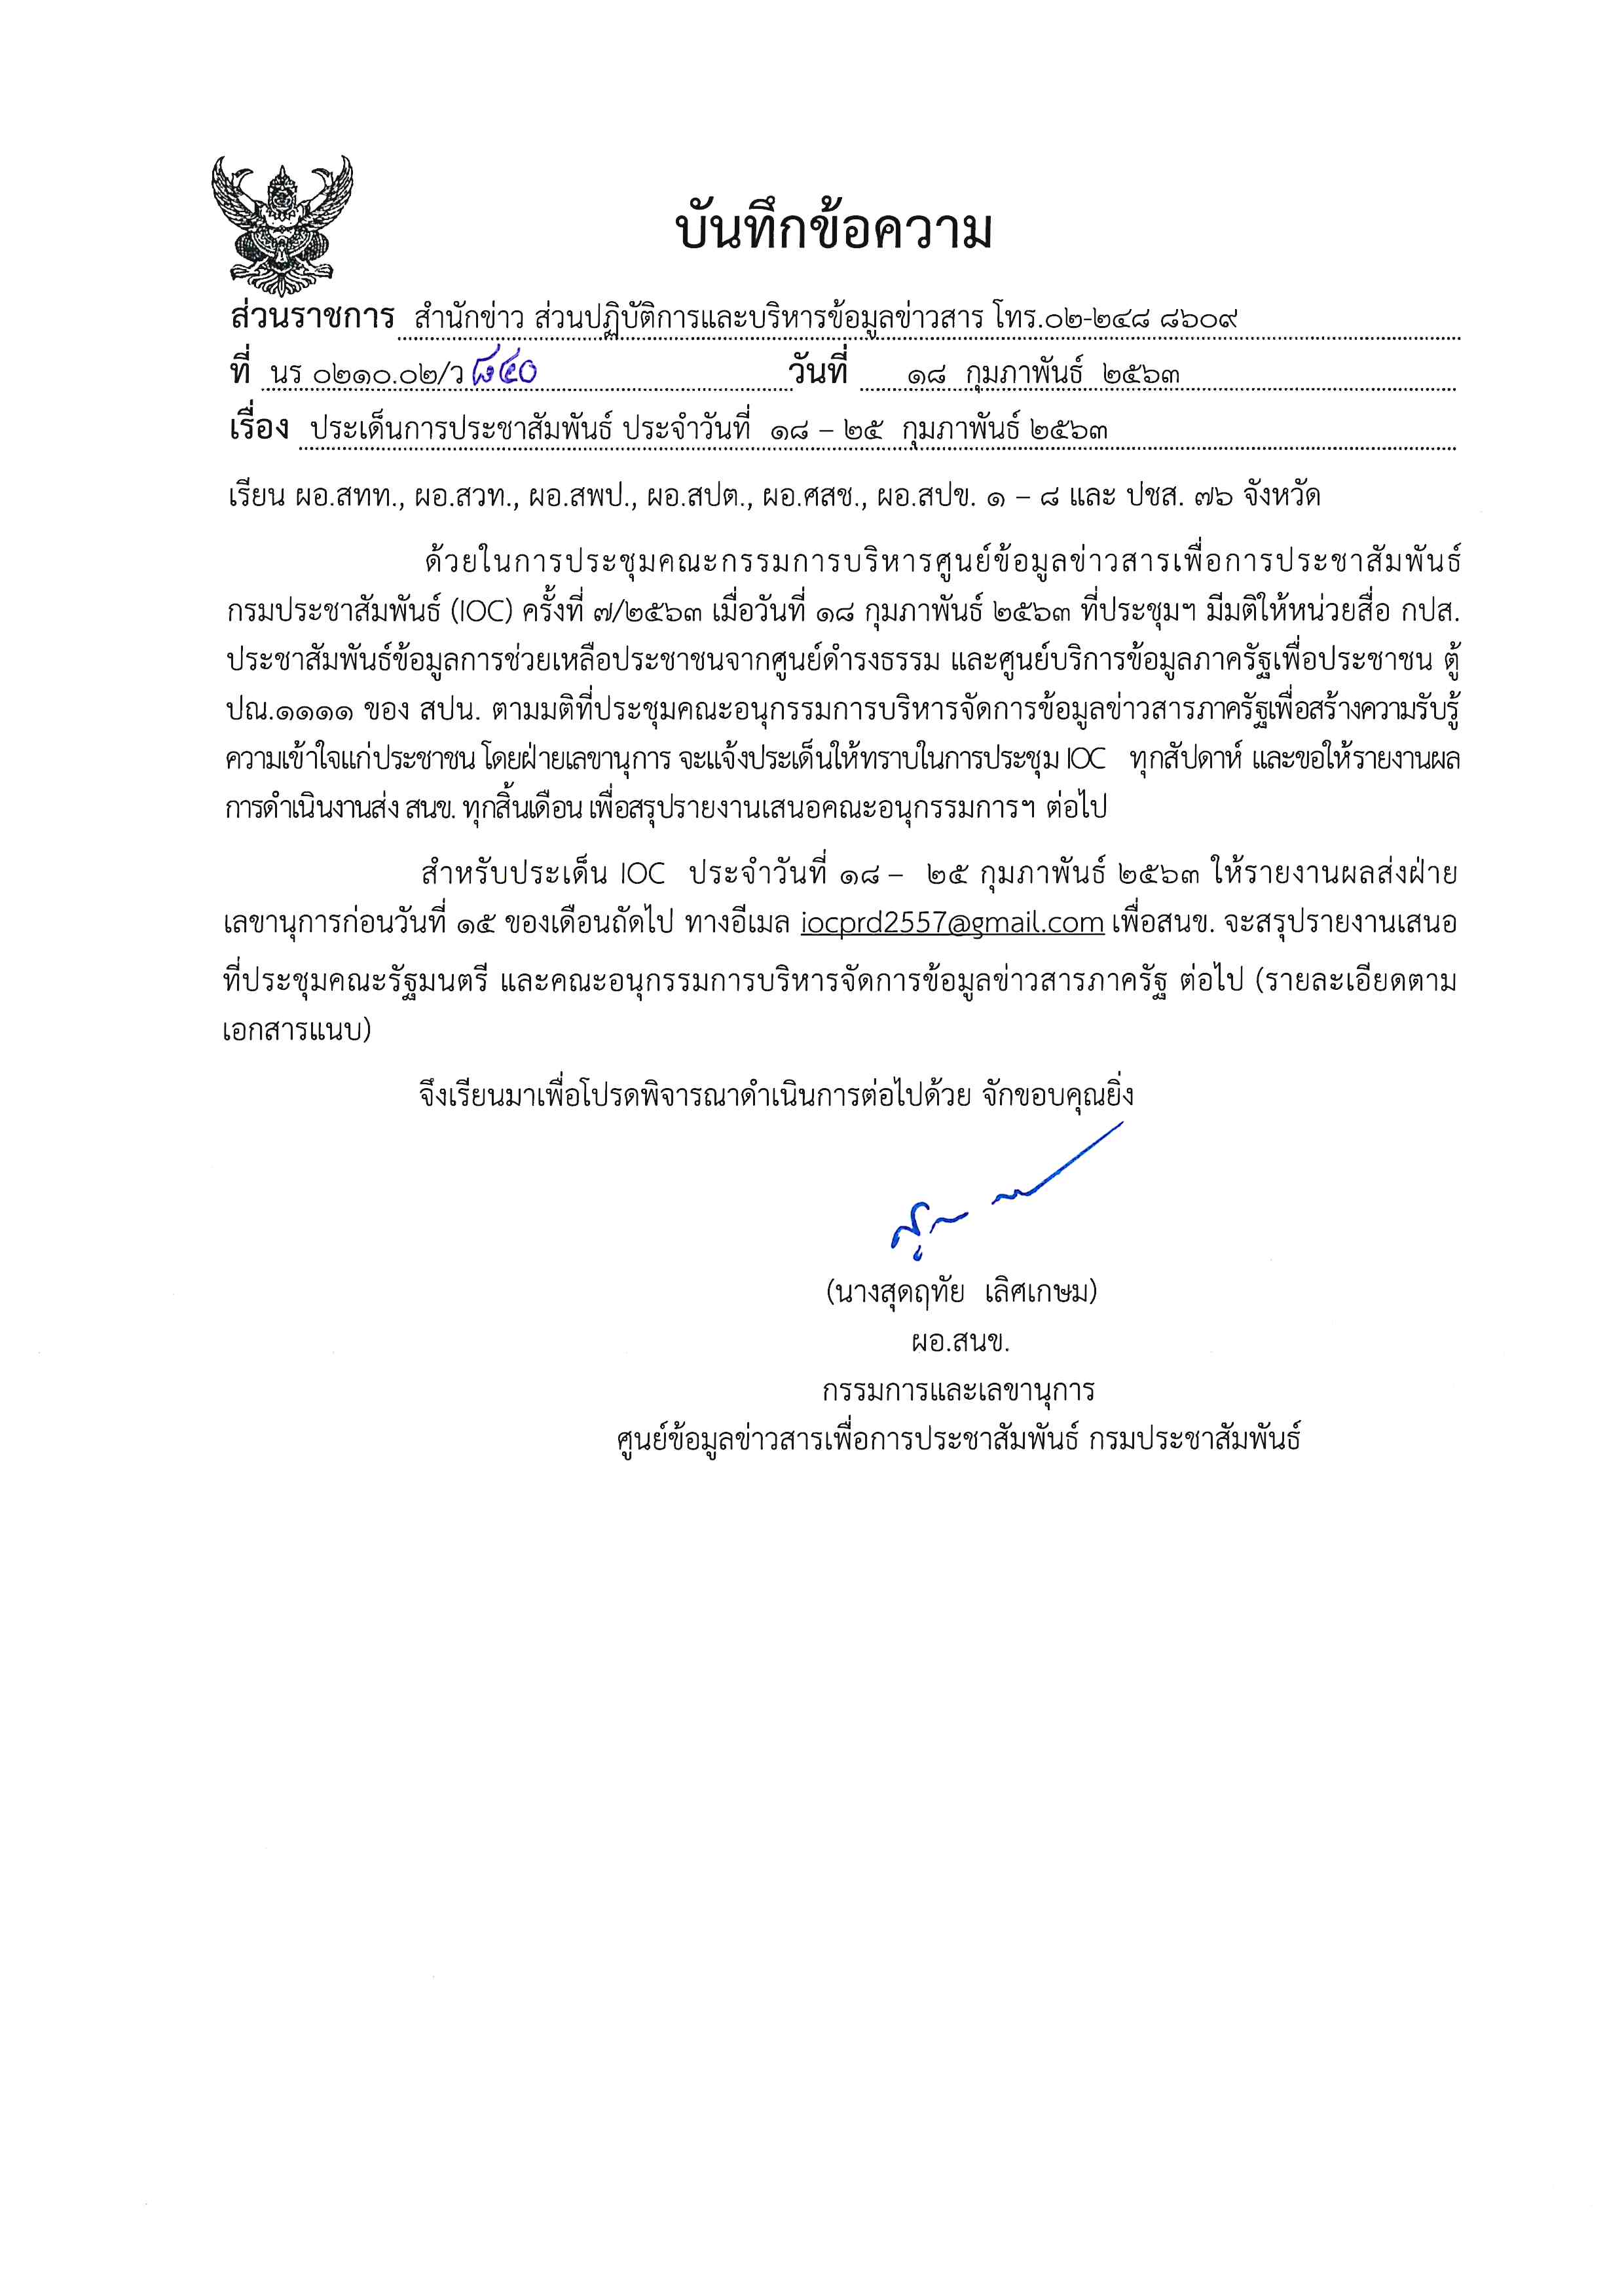 บันทึกข้อความ
ส่วนราชการ สำนักข่าว ส่วนปฏิบัติการและบริหารข้อมูลข่าวสาร โทร.๐๒-๒๔๘ ๘๖๐๙
ที่ นร ๐๒๑๐.๐๒/ว ๘๔๐ วันที่ ๑๘ กุมภาพันธ์ ๒๕๖๓
เรื่อง ประเด็นการประชาสัมพันธ์ ประจำวันที่ ๑๘ – ๒๕ กุมภาพันธ์ ๒๕๖๓
เรียน ผอ.สทท., ผอ.สวท., ผอ.สพป., ผอ.สปต., ผอ.ศสช., ผอ.สปข. ๑ – ๘ และ ปชส. ๗๖ จังหวัด
ด้วยในการประชุมคณะกรรมการบริหารศูนย์ข้อมูลข่าวสารเพื่อการประชาสัมพันธ์
กรมประชาสัมพันธ์ (IOC) ครั้งที่ ๗/๒๕๖๓ เมื่อวันที่ ๑๘ กุมภาพันธ์ ๒๕๖๓ ที่ประชุมฯ มีมติให้หน่วยสื่อ กปส.
ประชาสัมพันธ์ข้อมูลการช่วยเหลือประชาชนจากศูนย์ดำรงธรรม และศูนย์บริการข้อมูลภาครัฐเพื่อประชาชน ตู้
ปณ.๑๑๑๑ ของ สปน. ตามมติที่ประชุมคณะอนุกรรมการบริหารจัดการข้อมูลข่าวสารภาครัฐเพื่อสร้างความรับรู้
ความเข้าใจแก่ประชาชน โดยฝ่ายเลขานุการ จะแจ้งประเด็นให้ทราบในการประชุม IOC ทุกสัปดาห์ และขอให้รายงานผล
การดำเนินงานส่ง สนข. ทุกสิ้นเดือน เพื่อสรุปรายงานเสนอคณะอนุกรรมการฯ ต่อไป
สำหรับประเด็น IOC ประจำวันที่ ๑๘ – ๒๕ กุมภาพันธ์ ๒๕๖๓ ให้รายงานผลส่งฝ่าย
เลขานุการก่อนวันที่ ๑๕ ของเดือนถัดไป ทางอีเมล iocprd2557@gmail.com เพื่อสนข. จะสรุปรายงานเสนอ
ที่ประชุมคณะรัฐมนตรี และคณะอนุกรรมการบริหารจัดการข้อมูลข่าวสารภาครัฐ ต่อไป (รายละเอียดตาม
เอกสารแนบ)
จึงเรียนมาเพื่อโปรดพิจารณาดำเนินการต่อไปด้วย จักขอบคุณยิ่ง
(นางสุดฤทัย เลิศเกษม)
ผอ.สนข.
กรรมการและเลขานุการ
ศูนย์ข้อมูลข่าวสารเพื่อการประชาสัมพันธ์ กรมประชาสัมพันธ์